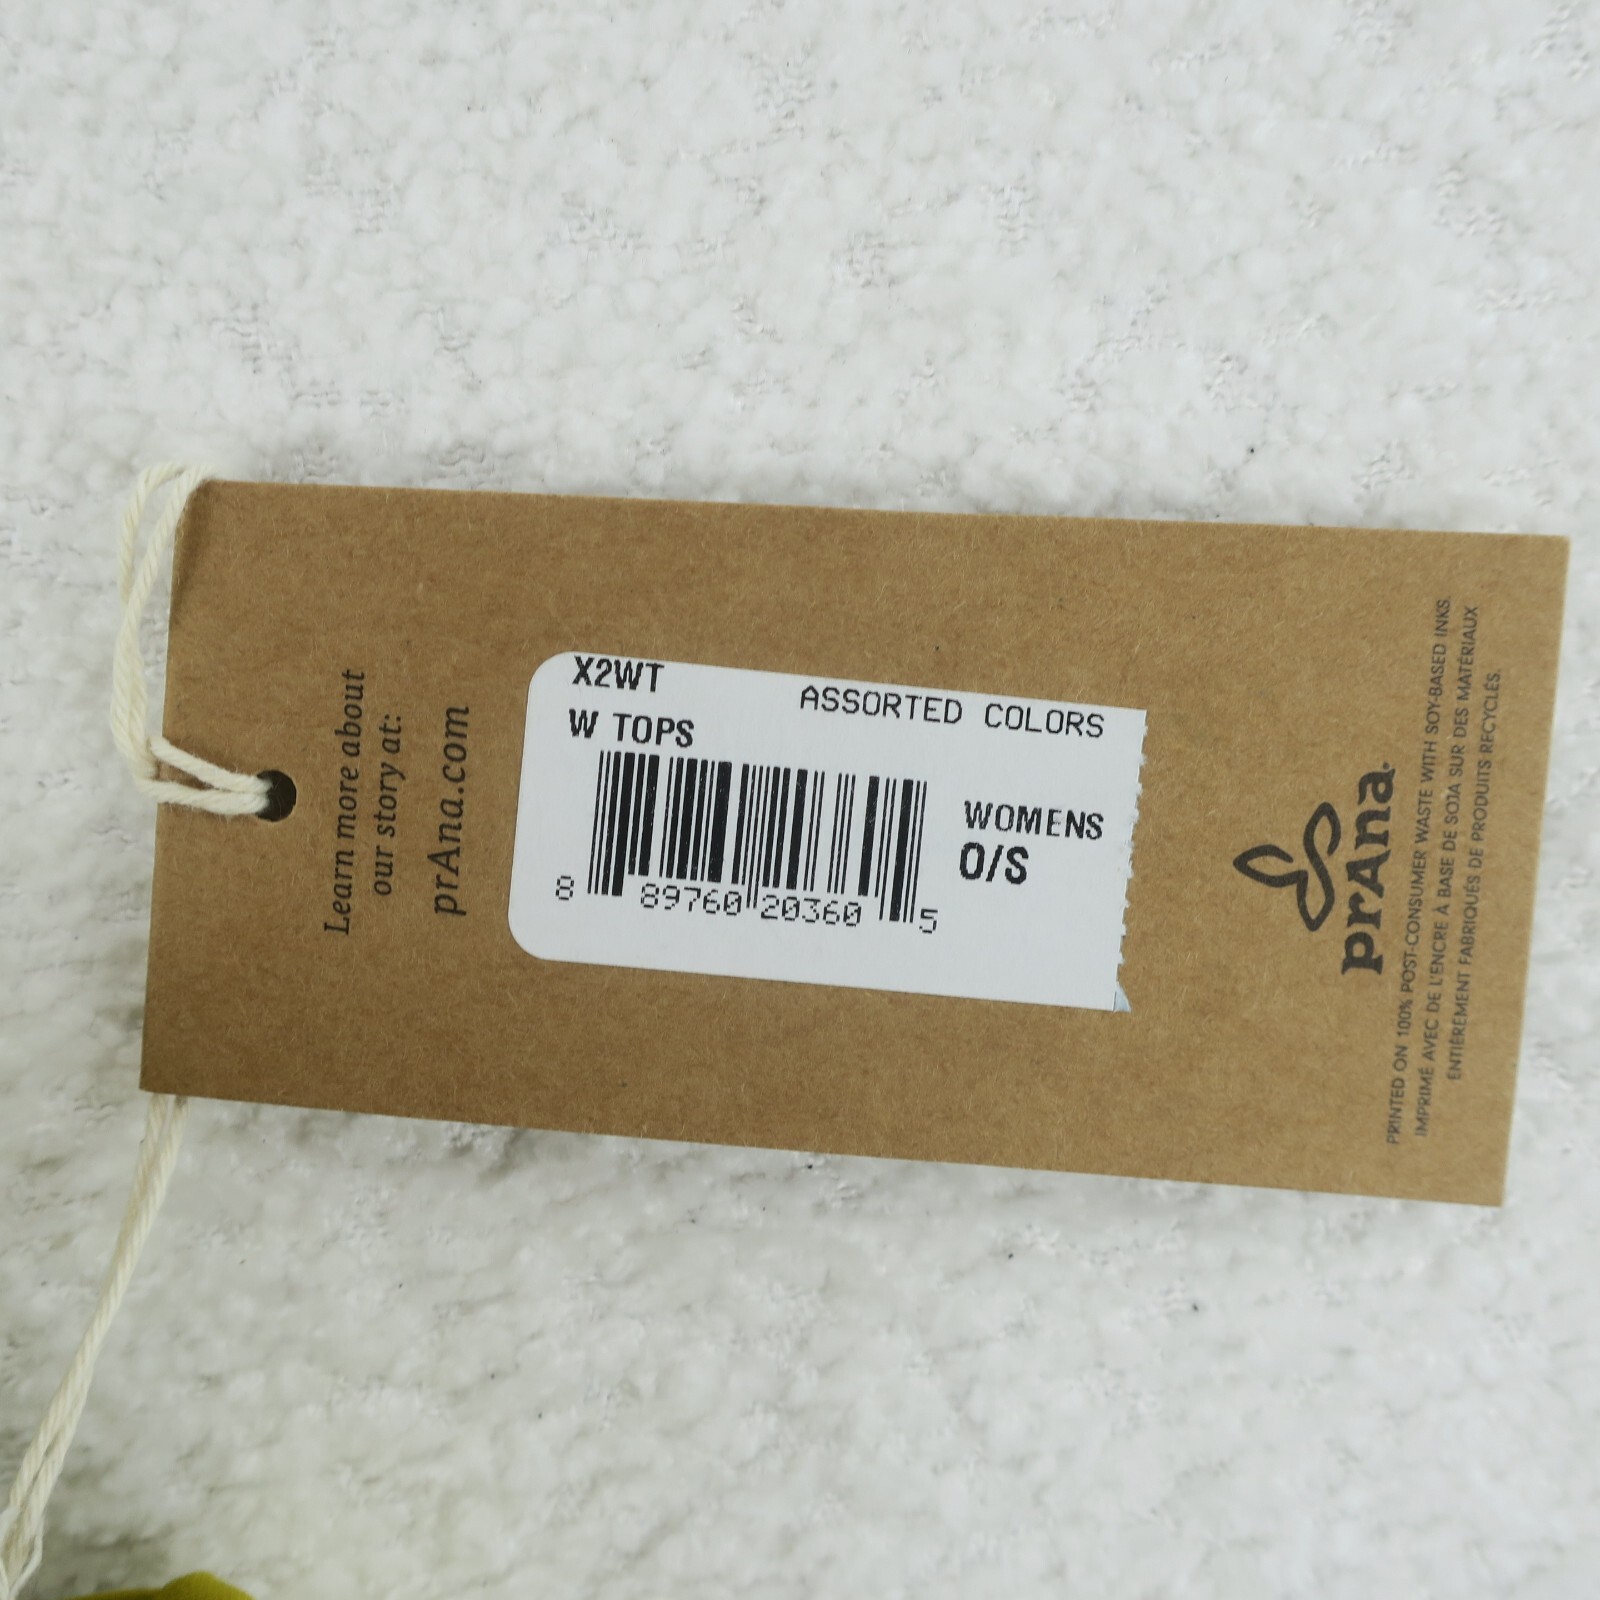 Learn more about
our story at:
prAna.com
X2WT
ASSORTED COLORS
W TOPS
WOMENS
O/S
8 89760 20360 5
prAna
PRINTED ON 100% POST-CONSUMER WASTE WITH SOY-BASED INKS.
IMPRIMÉ AVEC DE L'ENCRE À BASE DE SOJA SUR DES MATÉRIAUX
ENTIÈREMENT FABRIQUÉS DE PRODUITS RECYCLÉS.